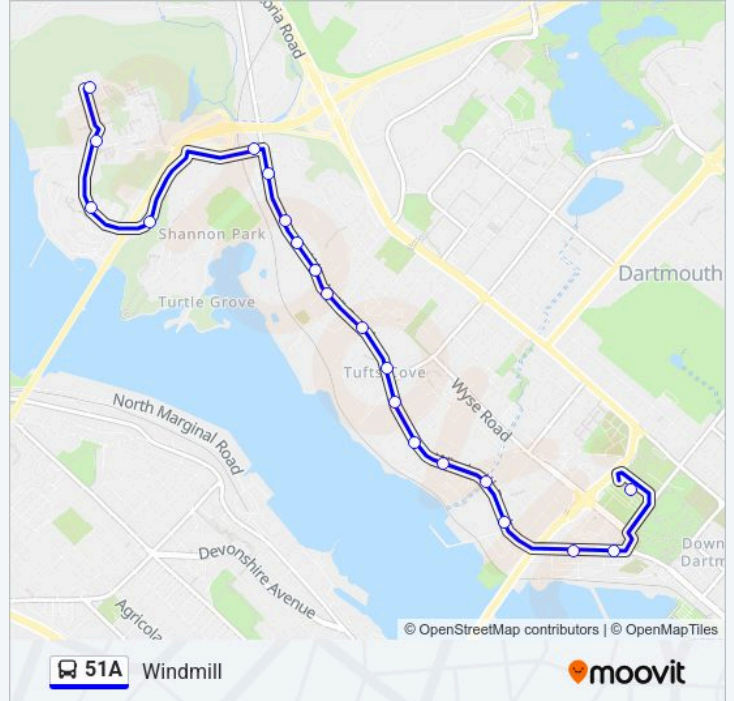 oria Road
Shannon Park
Turtle Grove
Dartmouth
Tufts Cove
Wyse Road
North Marginal
Road
Devonshire Avenue
Agricola
Down
Dartm
© OpenStreetMap contributors | © OpenMapTiles
51A Windmill
moovit